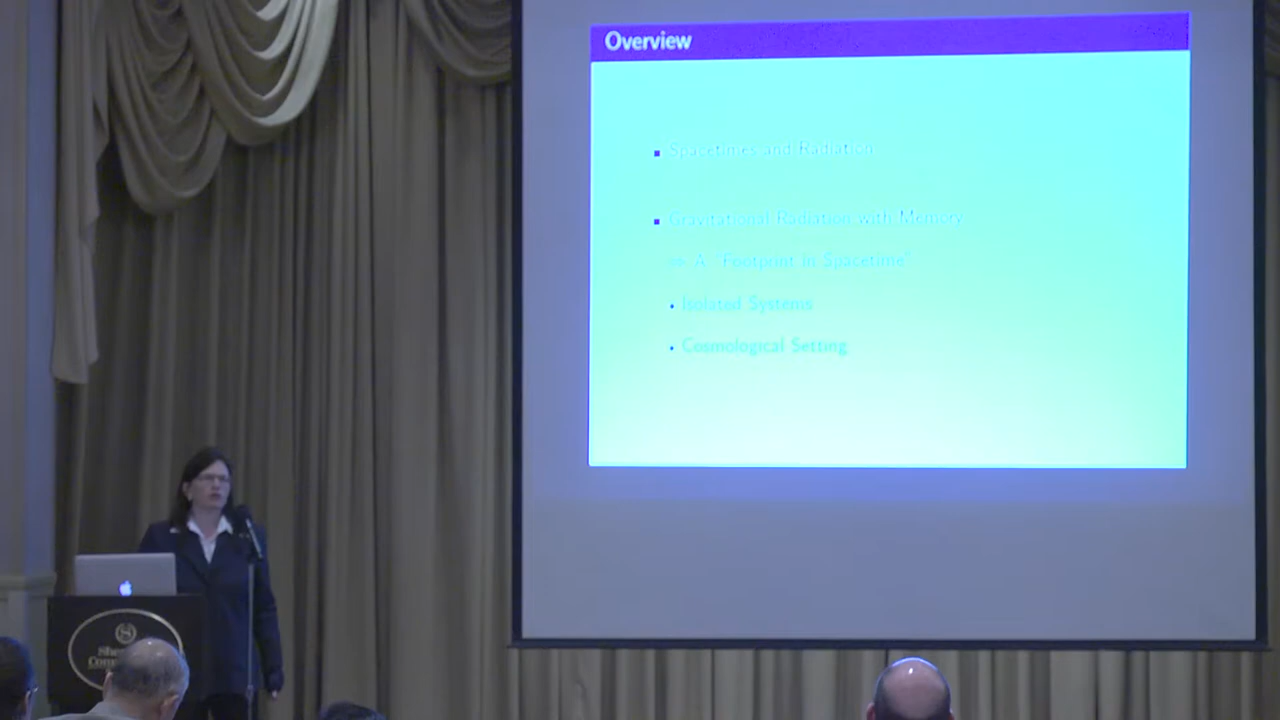 Overview
Spacetimes and Radiation
Gravitational Radiation with Memory
⇒ A "Footprint in Spacetime"
Isolated Systems
Cosmological Setting